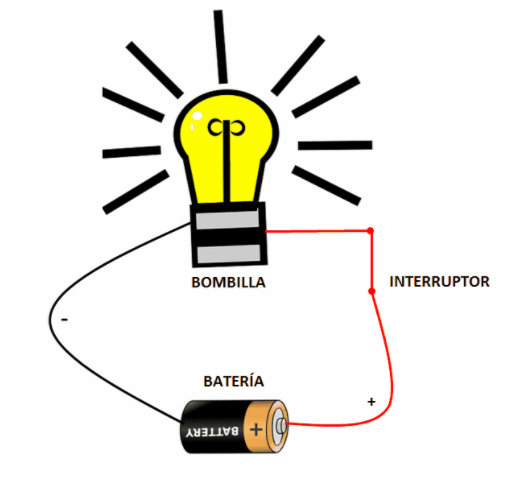 BOMBILLA
INTERRUPTOR
-
BATERÍA
+
BATTERY +